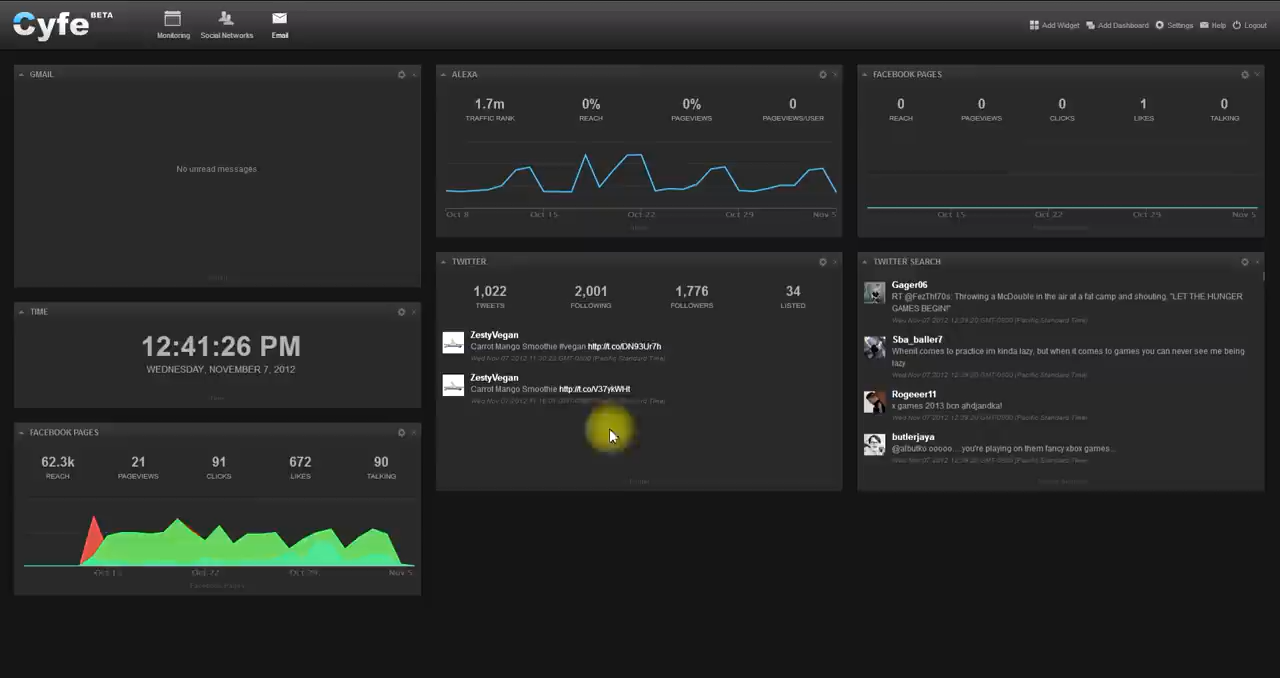 Cyfe BETA
Monitoring
Social Networks
Email
Add Widget
Add Dashboard
Settings
Help
Logout
GMAIL
No unread messages
TIME
12:41:26 PM
WEDNESDAY, NOVEMBER 7, 2012
FACEBOOK PAGES
62.3k 21 91 672 90
REACH PAGEVIEWS CLICKS LIKES TALKING
Oct 15 Oct 22 Oct 29 Nov 5
Facebook Pages
ALEXA
1.7m 0% 0% 0
TRAFFIC RANK REACH PAGEVIEWS PAGEVIEWS/USER
Oct 8 Oct 15 Oct 22 Oct 29 Nov 5
TWITTER
1,022 2,001 1,776 34
TWEETS FOLLOWING FOLLOWERS LISTED
ZestyVegan
Carrot Mango Smoothie #vegan http://t.co/DN93Ur7h
ZestyVegan
Carrot Mango Smoothie http://t.co/V37ykWHt
FACEBOOK PAGES
0 0 0 1 0
REACH PAGEVIEWS CLICKS LIKES TALKING
Oct 15 Oct 22 Oct 29 Nov 5
TWITTER SEARCH
Gager06
RT @FezThf70s: Throwing a McDouble in the air at a fat camp and shouting, "LET THE HUNGER
GAMES BEGIN!"
Sba_baller7
When it comes to practice im kinda lazy, but when it comes to games you can never see me being
lazy
Rogeeer11
x games 2013 bcn ahdjandka!
butlerjaya
@albutko ooooo.... you're playing on them fancy xbox games...